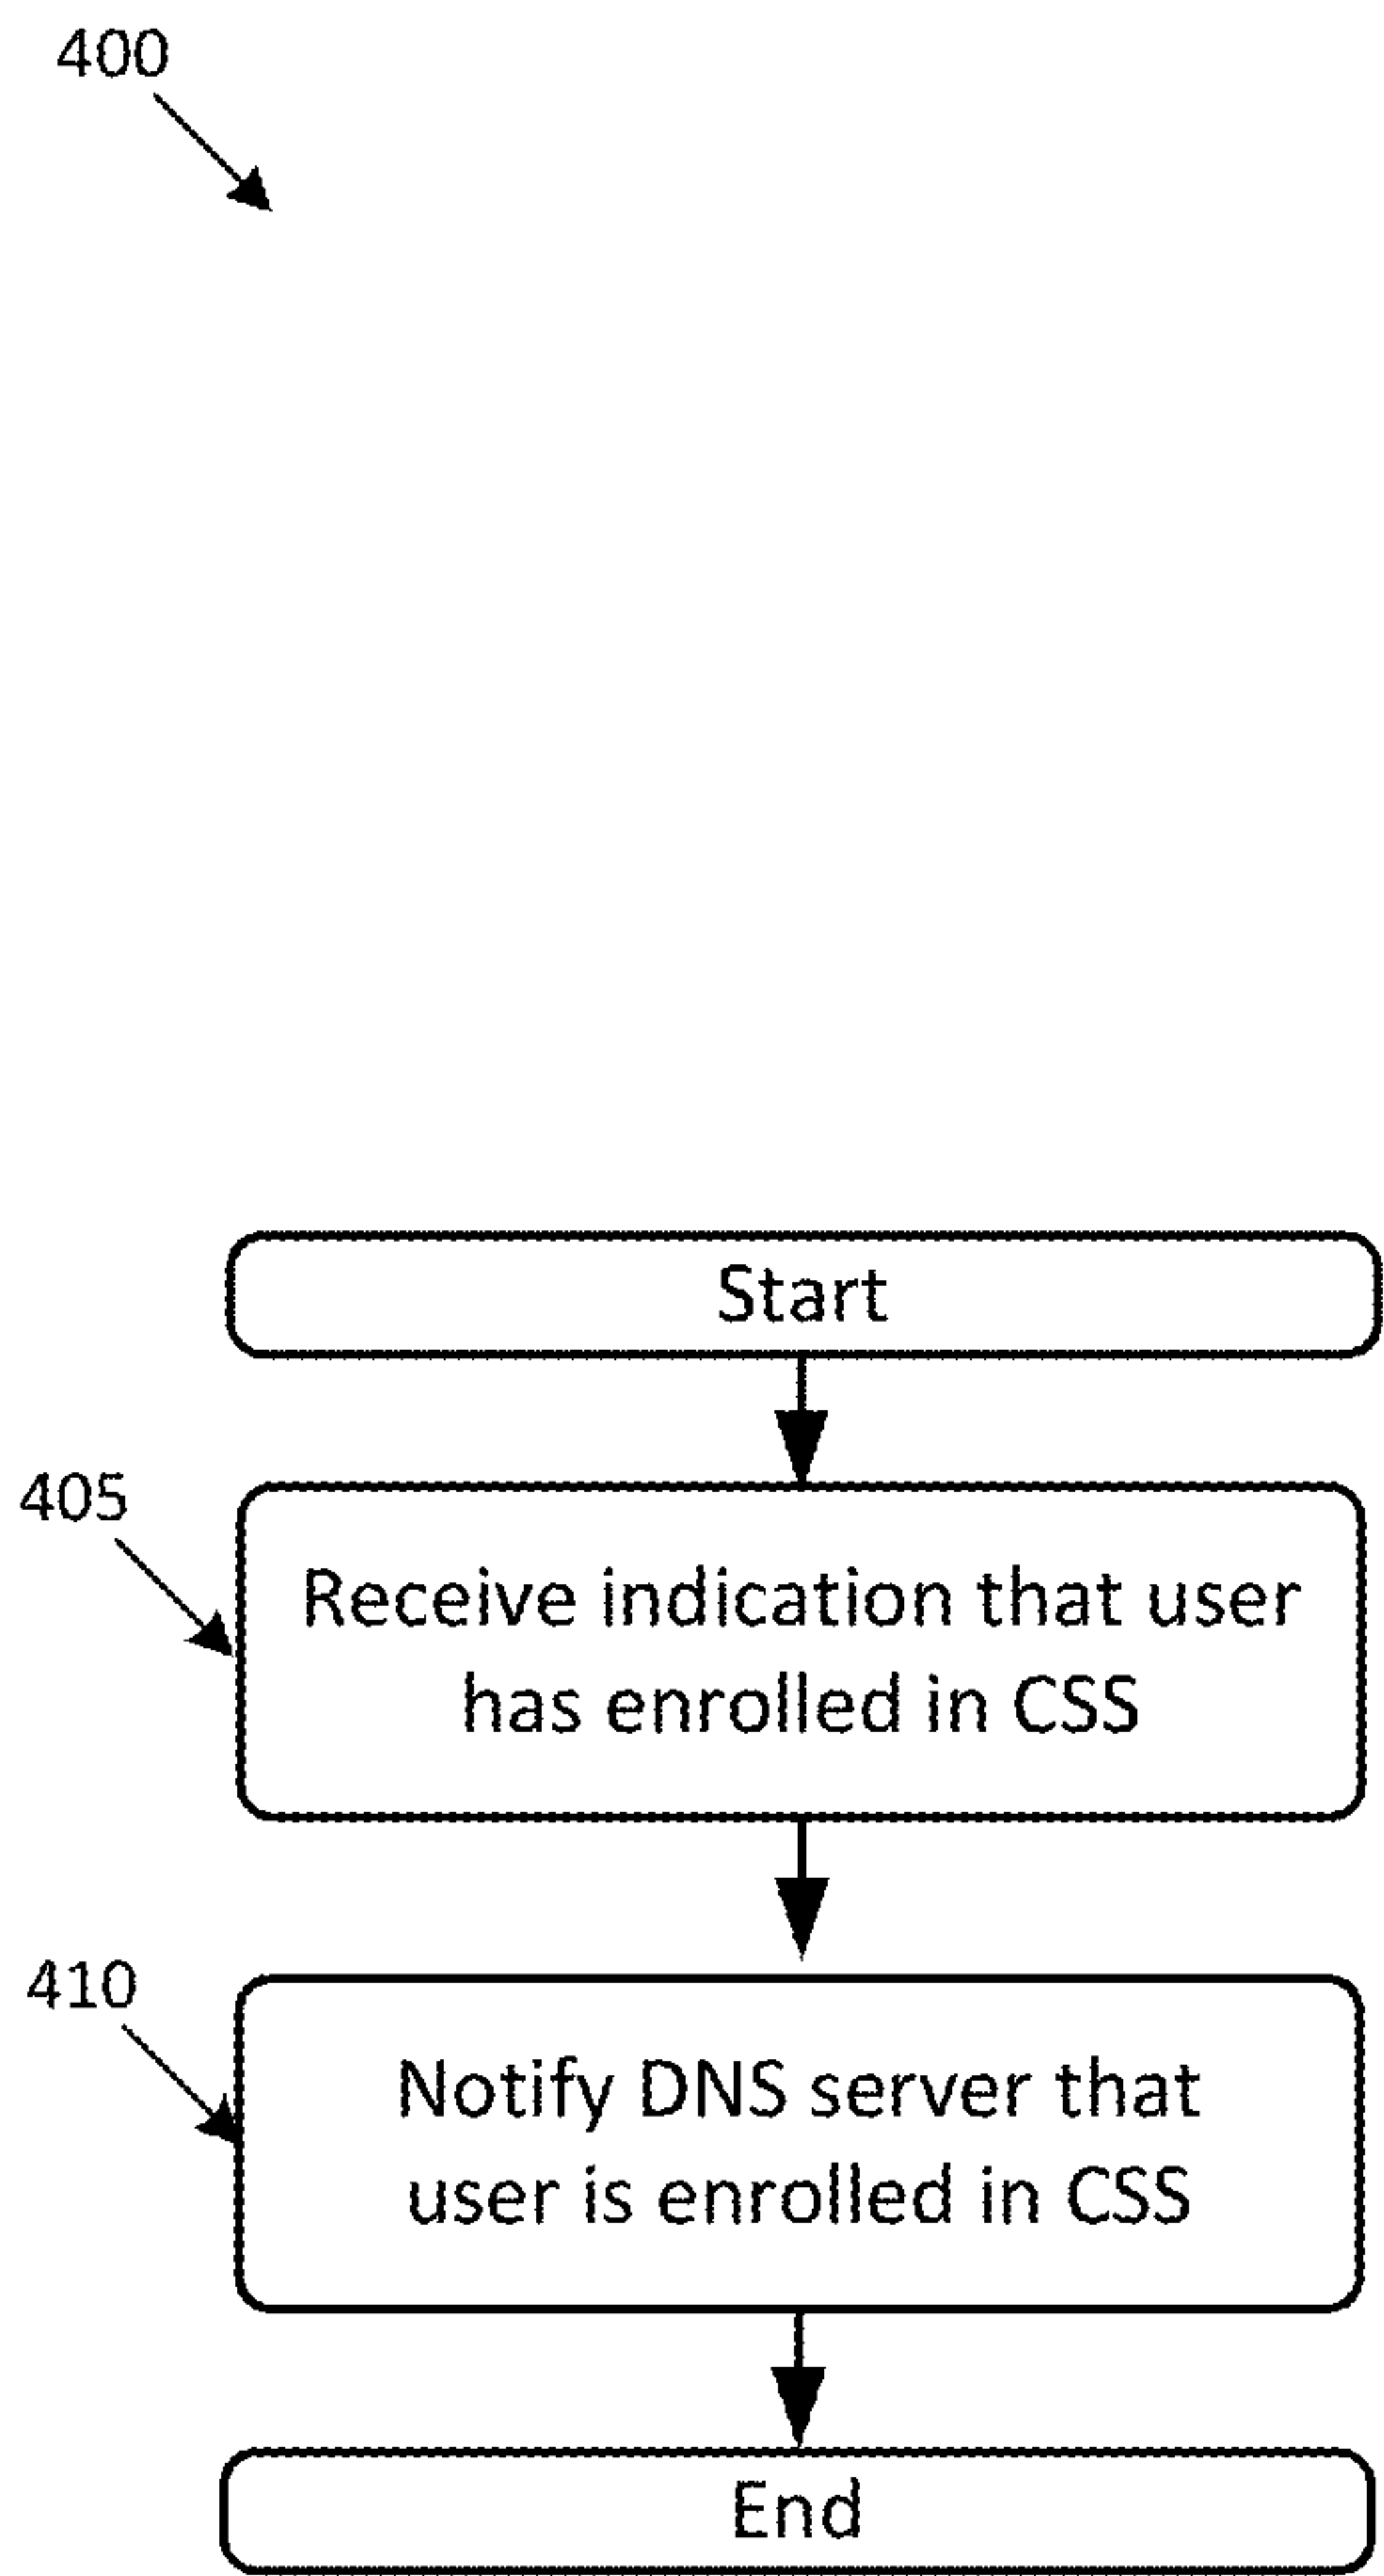 400
Start
405
Receive indication that user
has enrolled in CSS
410
Notify DNS server that
user is enrolled in CSS
End